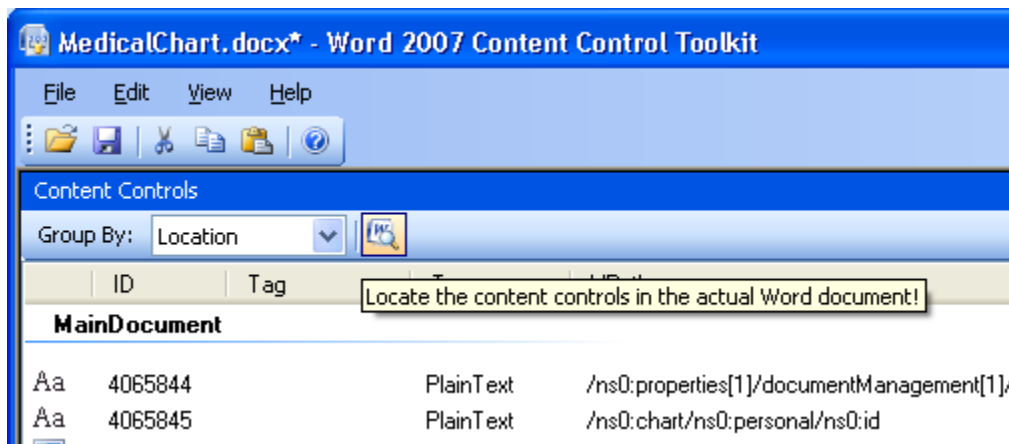 MedicalChart.docx* - Word 2007 Content Control Toolkit
File Edit View Help
Content Controls
Group By: Location
ID Tag
Locate the content controls in the actual Word document!
MainDocument
Aa 4065844 PlainText /ns0:properties[1]/documentManagement[1]/
Aa 4065845 PlainText /ns0:chart/ns0:personal/ns0:id